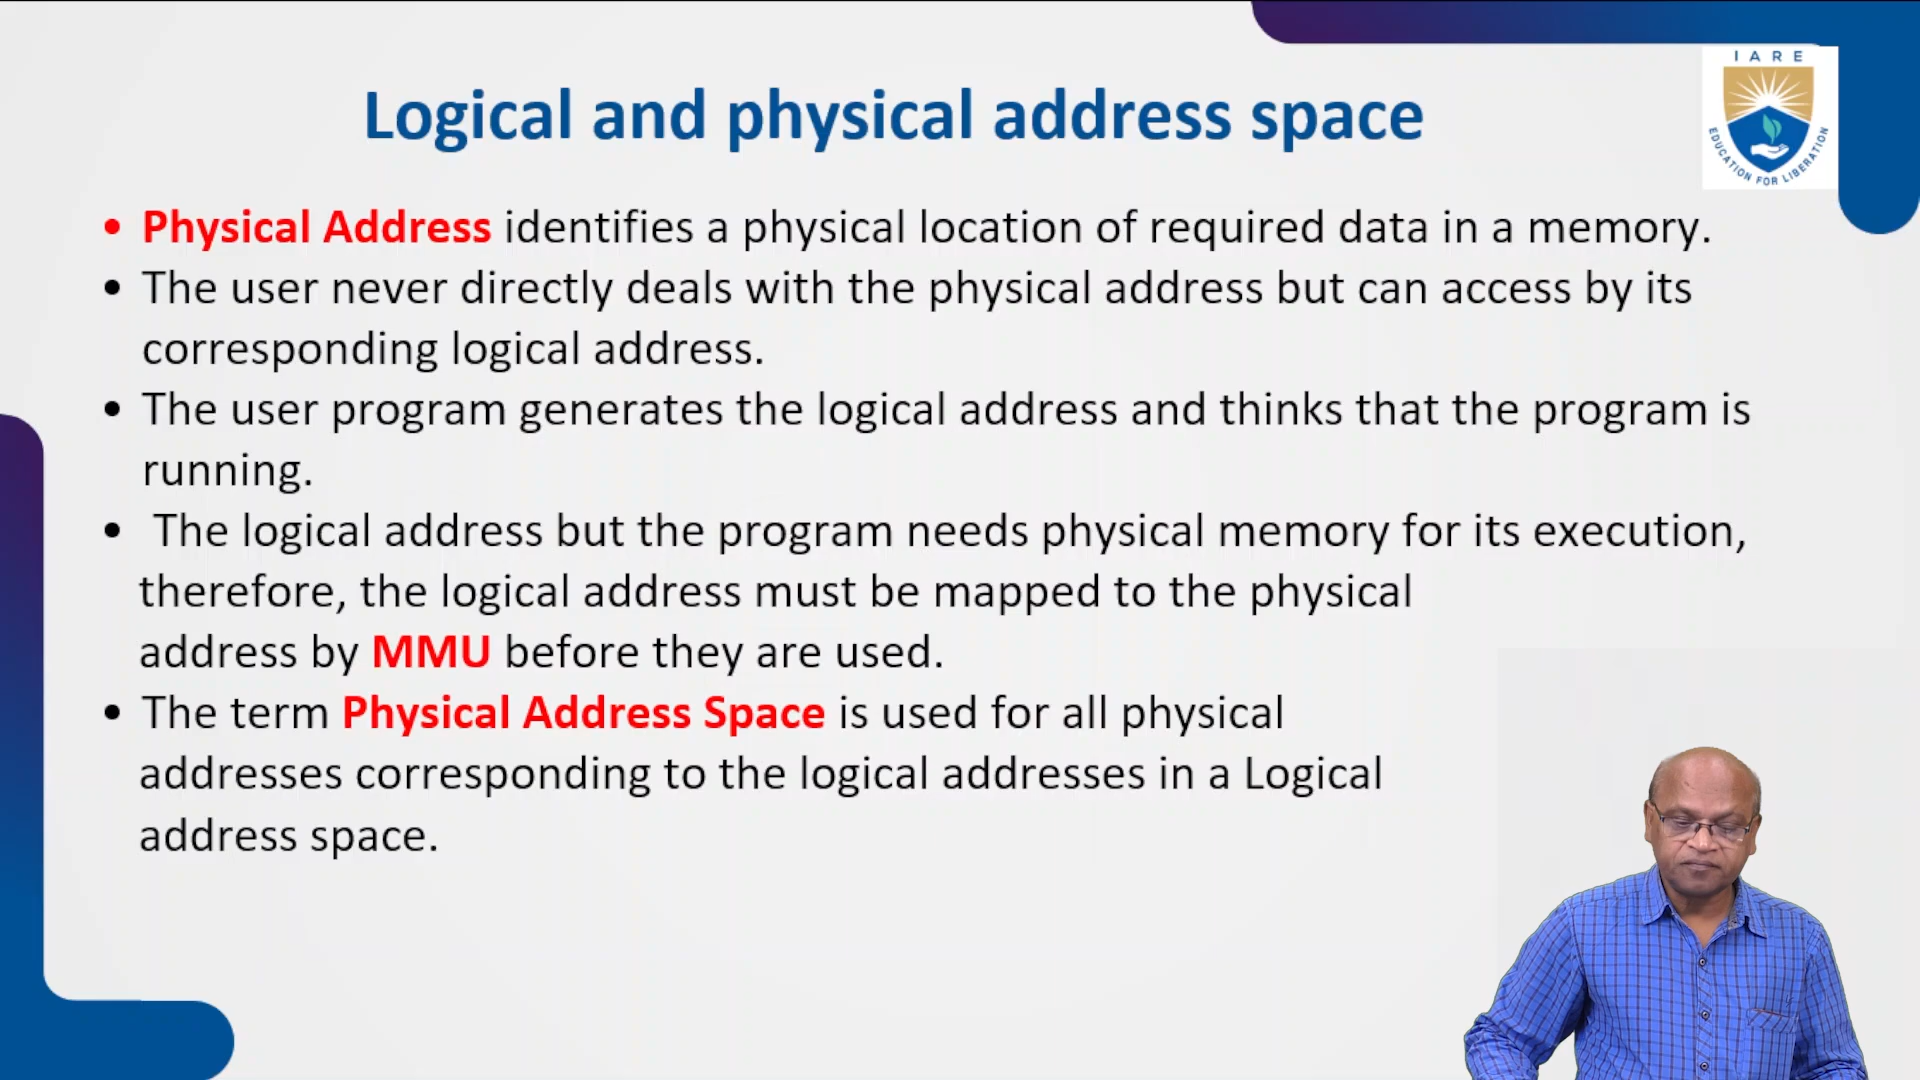 IARE
EDUCATION FOR LIBERATION
Logical and physical address space
• Physical Address identifies a physical location of required data in a memory.
• The user never directly deals with the physical address but can access by its
corresponding logical address.
• The user program generates the logical address and thinks that the program is
running.
• The logical address but the program needs physical memory for its execution,
therefore, the logical address must be mapped to the physical
address by MMU before they are used.
• The term Physical Address Space is used for all physical
addresses corresponding to the logical addresses in a Logical
address space.